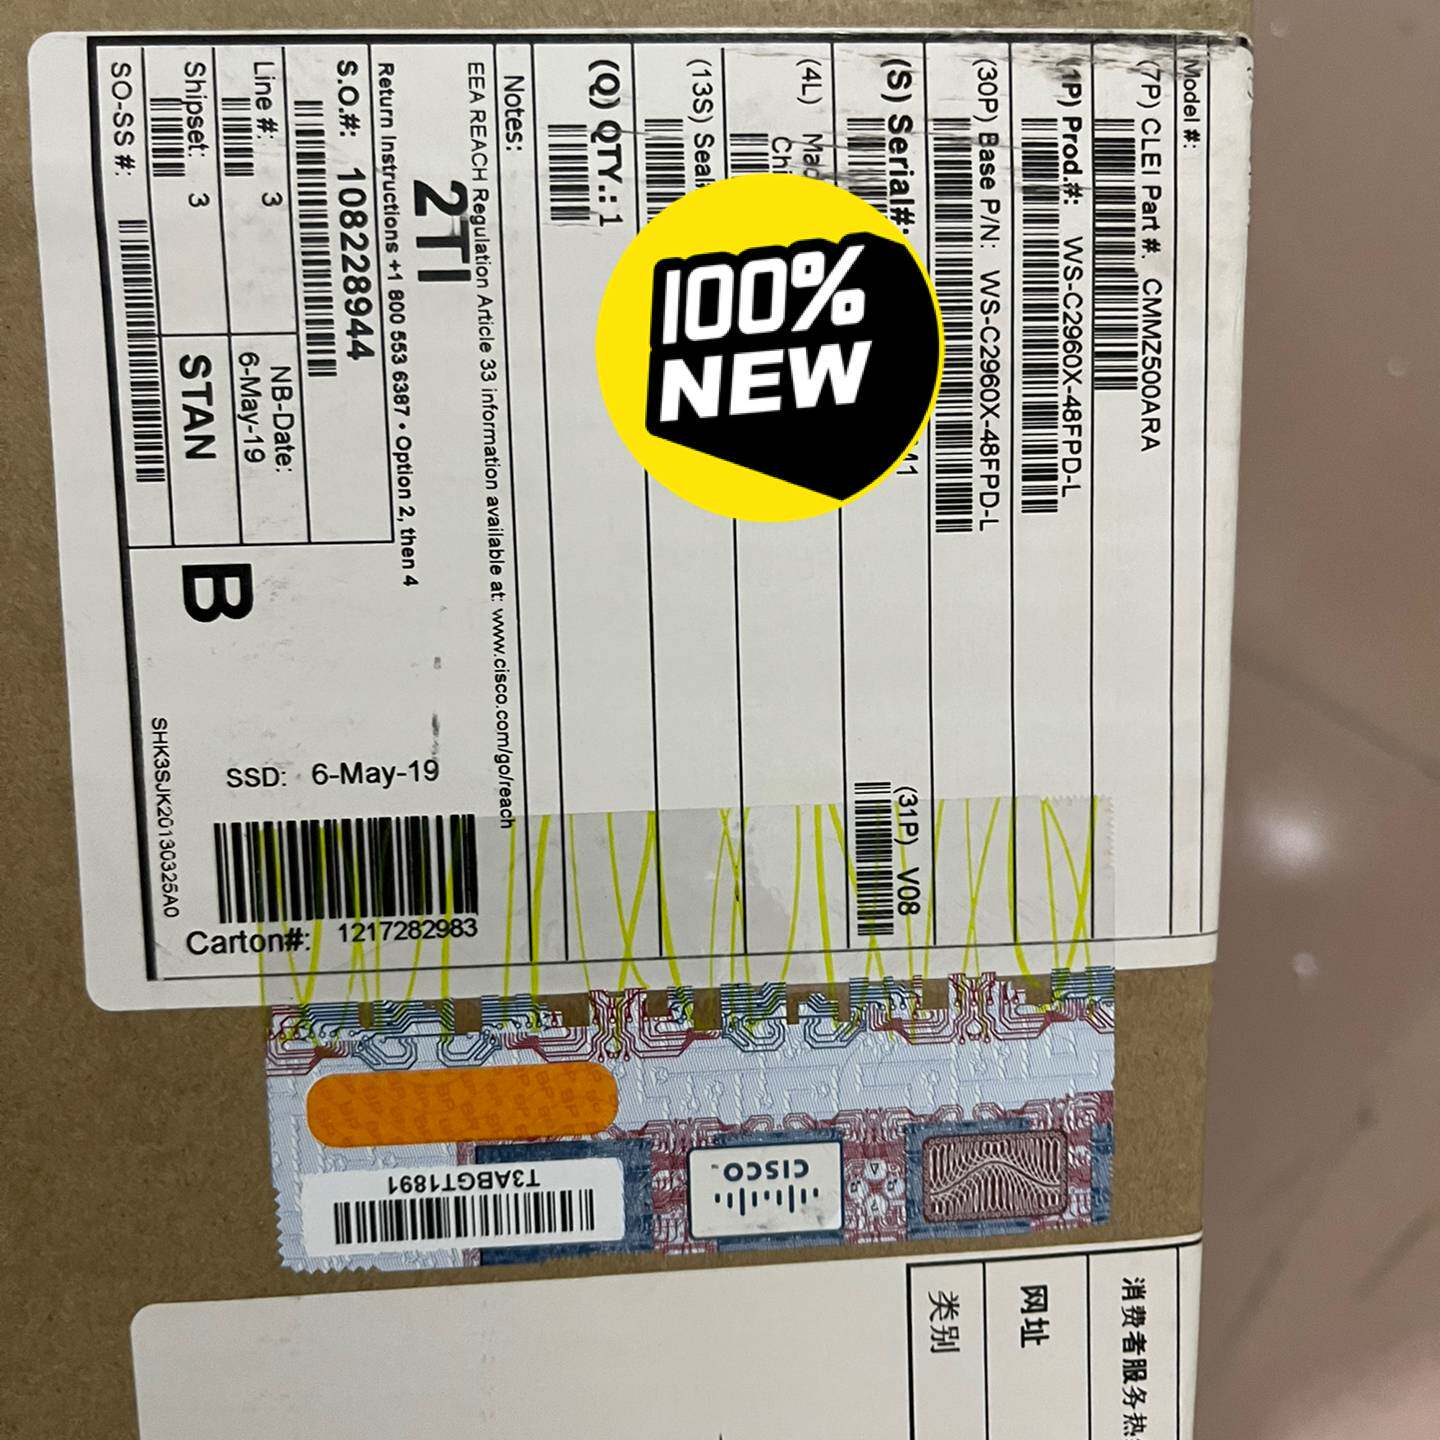 Model #:
(7P) CLEI Part #. CMMZ500ARA
(1P) Prod.#: WS-C2960X-48FPD-L
(30P) Base P/N: WS-C2960X-48FPD-L
(S) Serial#:
(31P) V08
(4L)
(13S)
(Q) QTY.: 1
Notes:
EEA REACH Regulation Article 33 information available at: www.cisco.com/go/reach
2TI
Return Instructions +1 800 553 6387 • Option 2, then 4
S.O.#: 10822894​4
Line #: 3
NB-Date:
6-May-19
Shipset: 3
STAN
SO-SS #:
B
SSD: 6-May-19
Carton#: 1217282983
SHK3SJK20130325A0
100%
NEW
T3ABGT1891
CISCO
消费者服务热
网址
类别